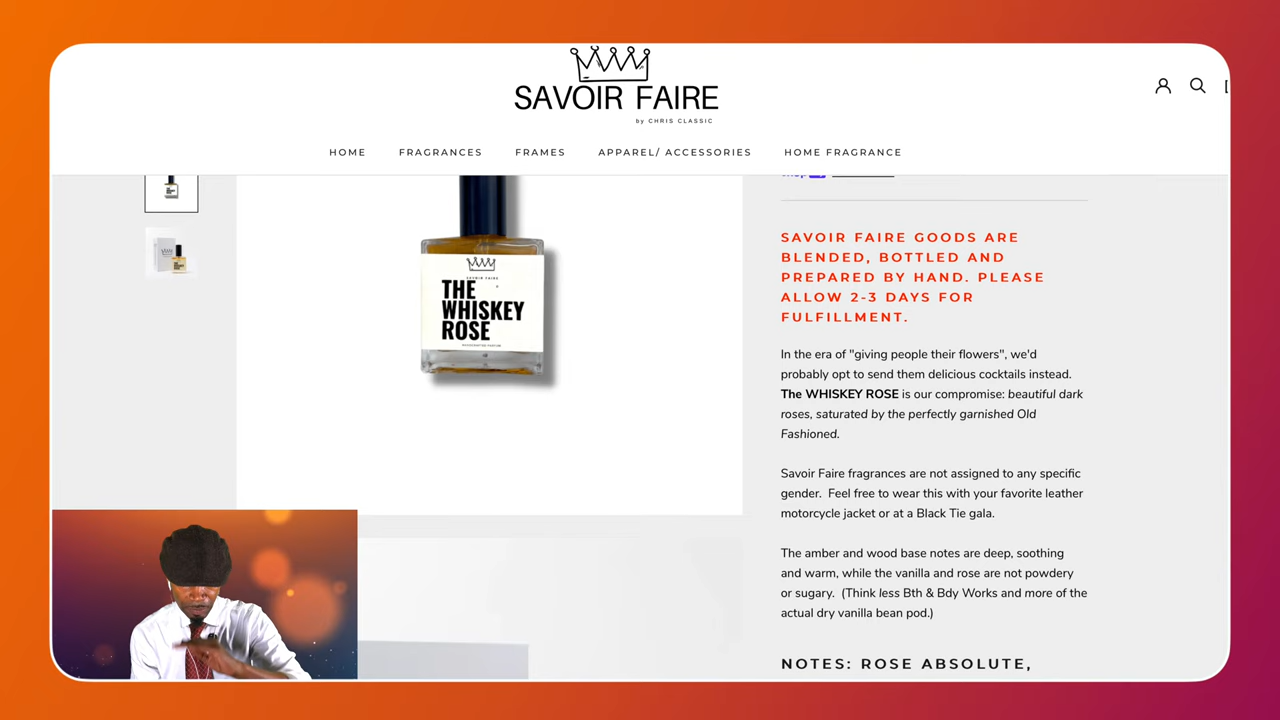 SAVOIR FAIRE
by CHRIS CLASSIC
HOME
FRAGRANCES
FRAMES
APPAREL/ ACCESSORIES
HOME FRAGRANCE
SAVOIR FAIRE
THE
WHISKEY
ROSE
SAVOIR FAIRE GOODS ARE
BLENDED, BOTTLED AND
PREPARED BY HAND. PLEASE
ALLOW 2-3 DAYS FOR
FULFILLMENT.
In the era of "giving people their flowers", we'd
probably opt to send them delicious cocktails instead.
The WHISKEY ROSE is our compromise: beautiful dark
roses, saturated by the perfectly garnished Old
Fashioned.
Savoir Faire fragrances are not assigned to any specific
gender.  Feel free to wear this with your favorite leather
motorcycle jacket or at a Black Tie gala.
The amber and wood base notes are deep, soothing
and warm, while the vanilla and rose are not powdery
or sugary.  (Think less Bth & Bdy Works and more of the
actual dry vanilla bean pod.)
NOTES: ROSE ABSOLUTE,